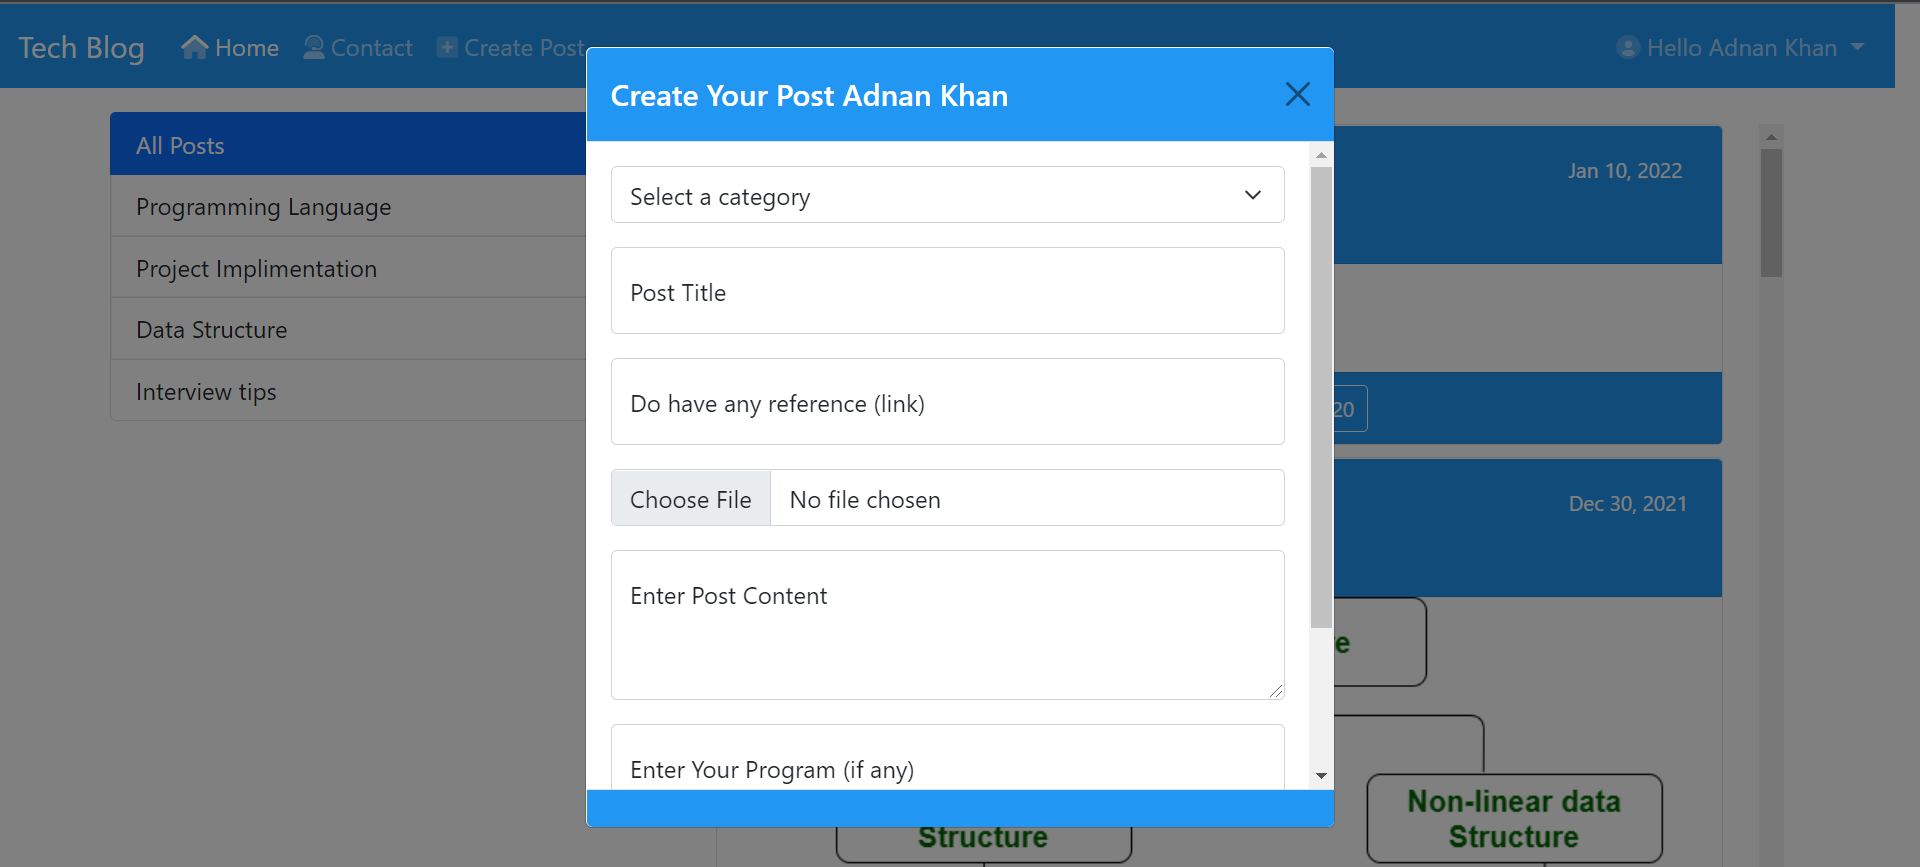 Tech Blog Home Contact Create Post Hello Adnan Khan
All Posts
Programming Language
Project Implimentation
Data Structure
Interview tips
Create Your Post Adnan Khan
Select a category
Post Title
Do have any reference (link)
Choose File No file chosen
Enter Post Content
Enter Your Program (if any)
Jan 10, 2022
20
Dec 30, 2021
e
Structure
Non-linear data
Structure